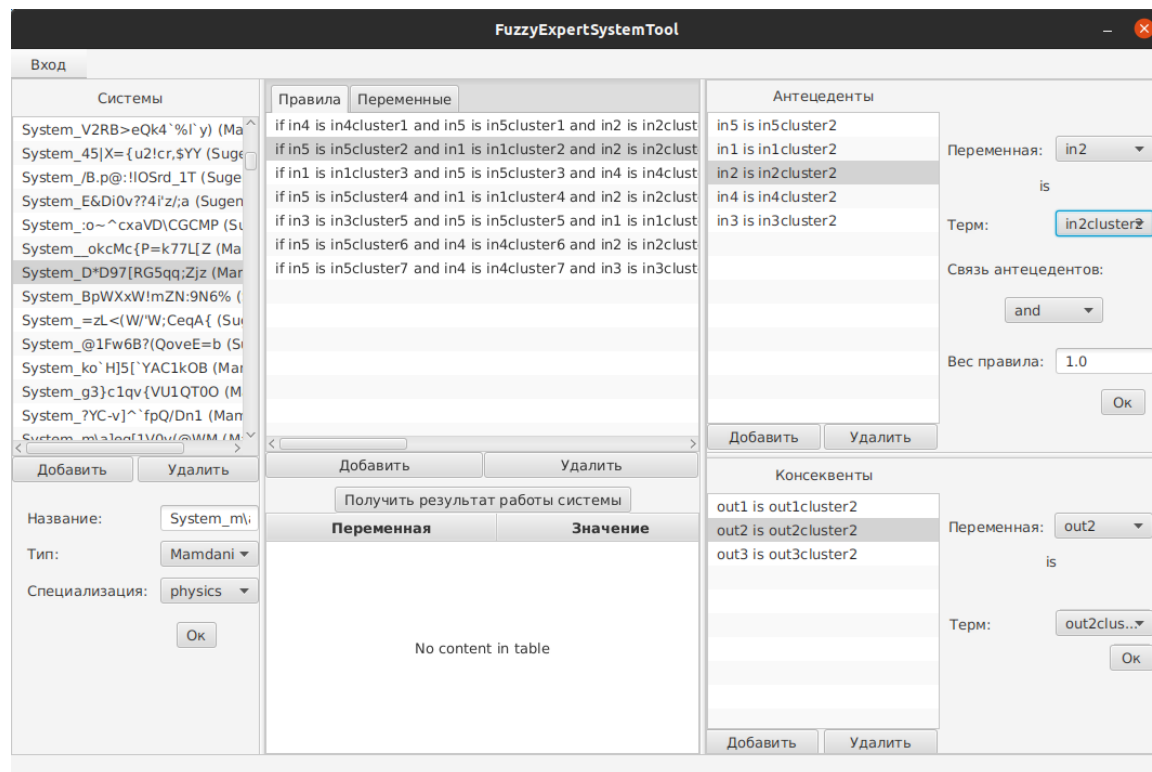 FuzzyExpertSystemTool
Вход
Системы
System_V2RB>eQk4`%l`y) (Ma
System_45|X={u2!cr,$YY (Suge
System_/B.p@:!IOSrd_1T (Suge
System_E&Di0v??4i'z/;a (Sugen
System_:o~^cxaVD\CGCMP (Su
System__okcMc{P=k77L[Z (Ma
System_D*D97[RG5qq;Zjz (Mar
System_BpWXxW!mZN:9N6% (
System_=zL<(W/'W;CeqA{ (Su
System_@1Fw6B?(QoveE=b (S
System_ko`H]5[`YAC1kOB (Mar
System_g3}c1qv{VU1QT0O (M
System_?YC-v]^`fpQ/Dn1 (Mam
System_m\a]eq[1V0v/(@WM (M
Добавить Удалить
Название: System_m\
Тип: Mamdani
Специализация: physics
Ок
Правила Переменные
if in4 is in4cluster1 and in5 is in5cluster1 and in2 is in2clust
if in5 is in5cluster2 and in1 is in1cluster2 and in2 is in2clust
if in1 is in1cluster3 and in5 is in5cluster3 and in4 is in4clust
if in5 is in5cluster4 and in1 is in1cluster4 and in2 is in2clust
if in3 is in3cluster5 and in5 is in5cluster5 and in1 is in1clust
if in5 is in5cluster6 and in4 is in4cluster6 and in2 is in2clust
if in5 is in5cluster7 and in4 is in4cluster7 and in3 is in3clust
Добавить Удалить
Получить результат работы системы
Переменная Значение
No content in table
Антецеденты
in5 is in5cluster2
in1 is in1cluster2
in2 is in2cluster2
in4 is in4cluster2
in3 is in3cluster2
Добавить Удалить
Переменная: in2
is
Терм: in2cluster2
Связь антецедентов:
and
Вес правила: 1.0
Ок
Консеквенты
out1 is out1cluster2
out2 is out2cluster2
out3 is out3cluster2
Добавить Удалить
Переменная: out2
is
Терм: out2clus...
Ок